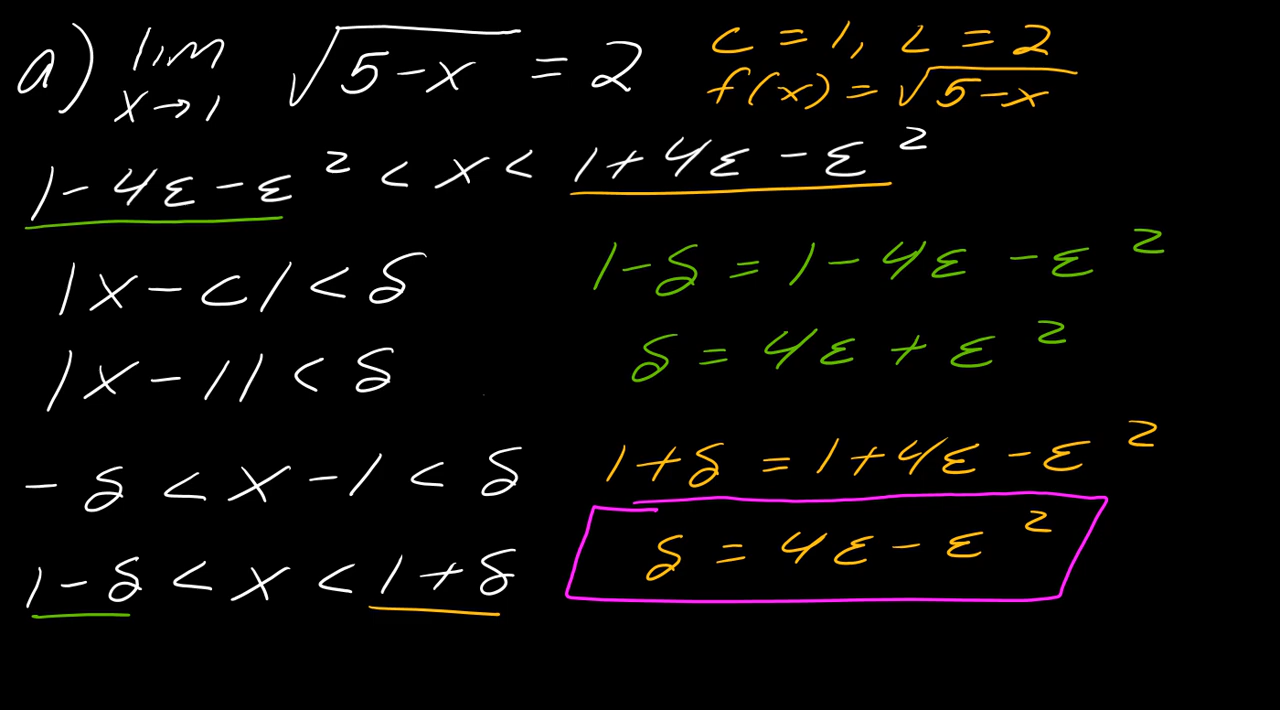 a) lim x→1 √5-x = 2
c = 1, L = 2
f(x) = √5-x
1-4ε-ε² < x < 1+4ε-ε²
|x-c| < δ
|x-1| < δ
-δ < x-1 < δ
1-δ < x < 1+δ
1-δ = 1-4ε-ε²
δ = 4ε+ε²
1+δ = 1+4ε-ε²
δ = 4ε-ε²